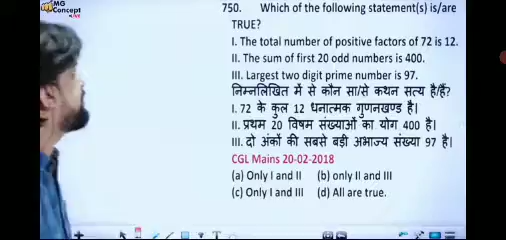 MG
Concept
LIVE
750. Which of the following statement(s) is/are
TRUE?
I. The total number of positive factors of 72 is 12.
II. The sum of first 20 odd numbers is 400.
III. Largest two digit prime number is 97.
निम्नलिखित में से कौन सा/से कथन सत्य है/हैं?
I. 72 के कुल 12 धनात्मक गुणनखण्ड है।
II. प्रथम 20 विषम संख्याओं का योग 400 है।
III. दो अंकों की सबसे बड़ी अभाज्य संख्या 97 है।
CGL Mains 20-02-2018
(a) Only I and II (b) only II and III
(c) Only I and III (d) All are true.